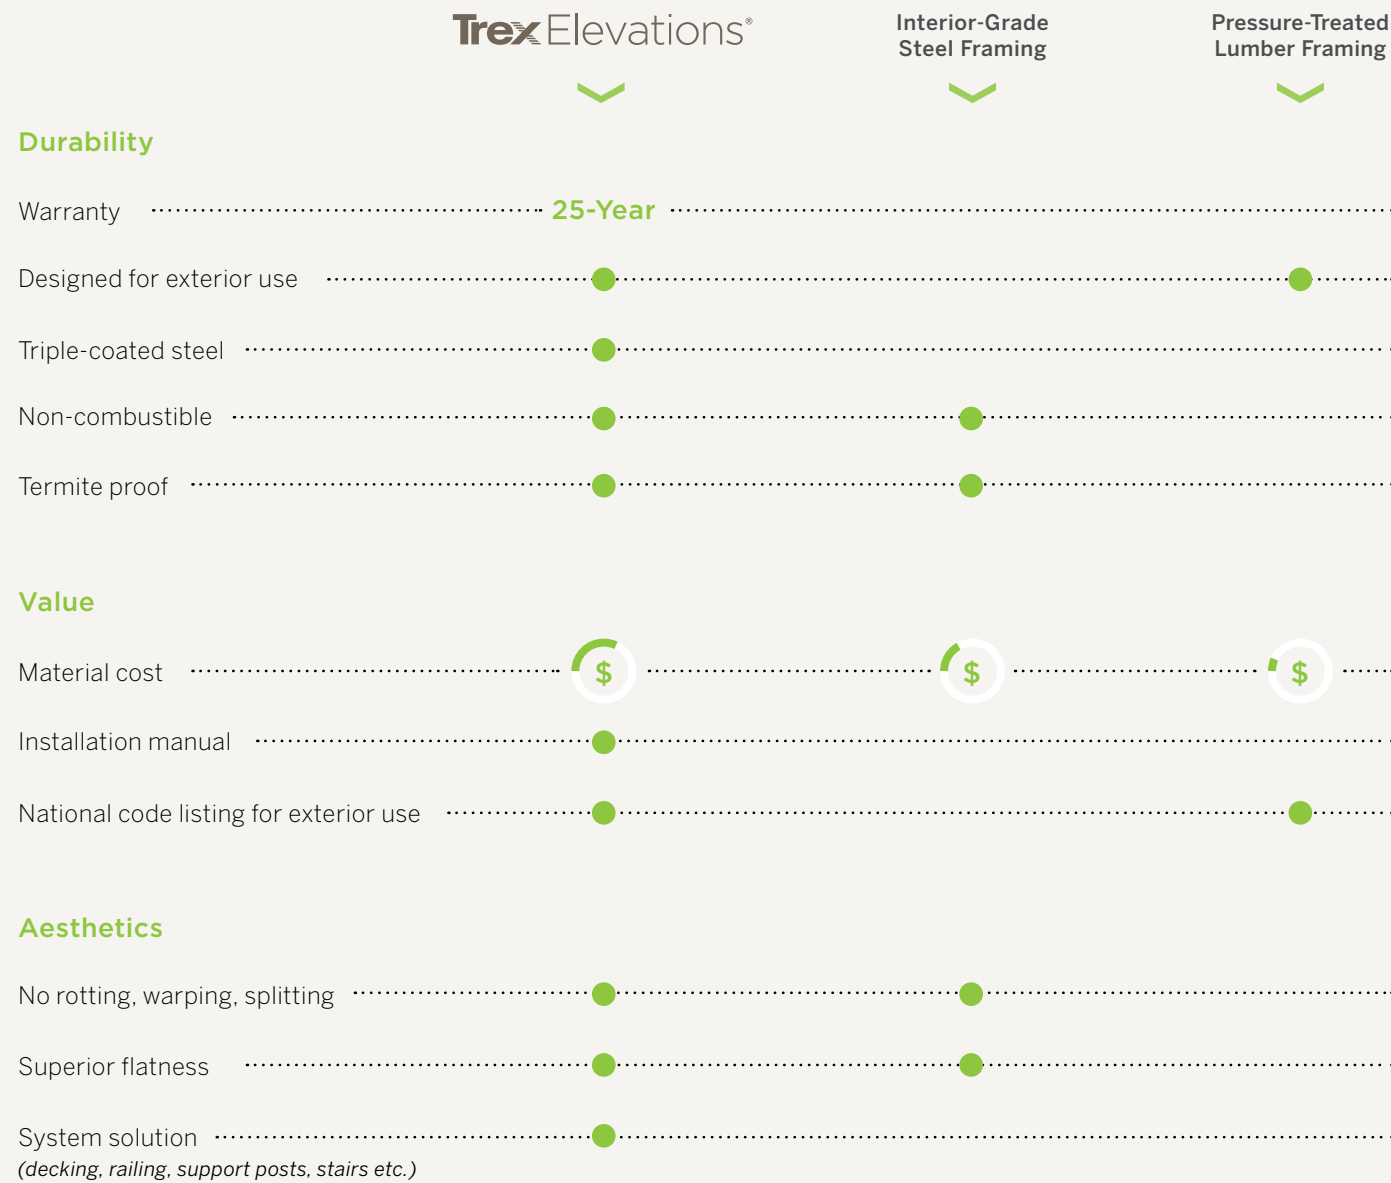 Trex Elevations®
Interior-Grade
Steel Framing
Pressure-Treated
Lumber Framing
Durability
Warranty 25-Year
Designed for exterior use
Triple-coated steel
Non-combustible
Termite proof
Value
Material cost $ $ $
Installation manual
National code listing for exterior use
Aesthetics
No rotting, warping, splitting
Superior flatness
System solution
(decking, railing, support posts, stairs etc.)